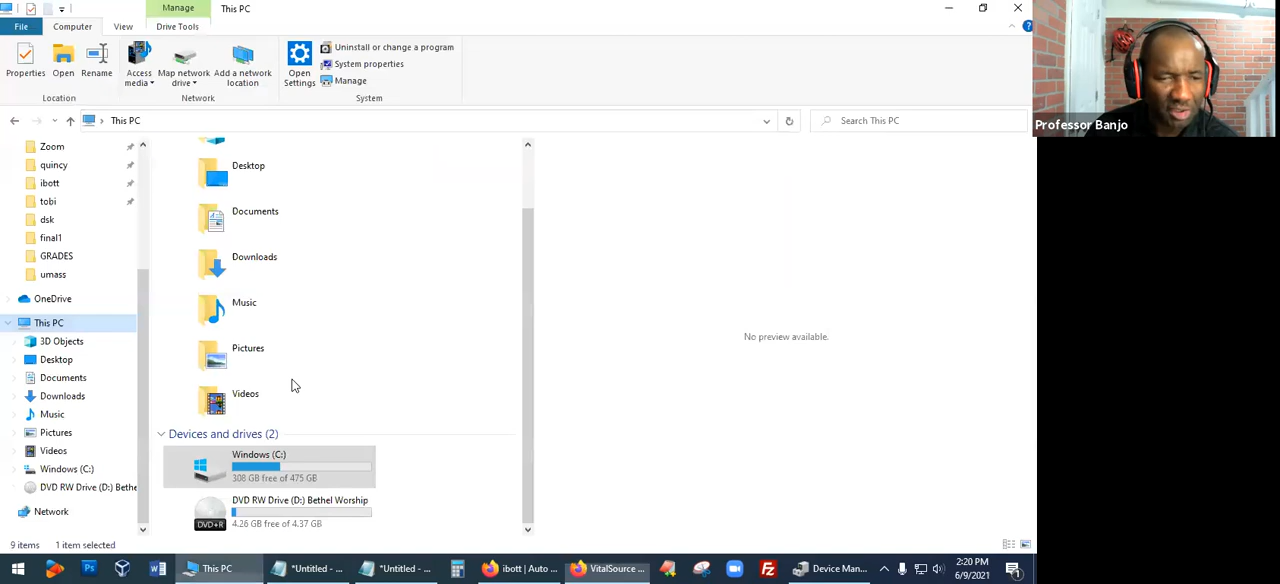 Manage
This PC
File
Computer
View
Drive Tools
Properties
Open
Rename
Access media
Map network drive
Add a network location
Open Settings
Uninstall or change a program
System properties
Manage
Location
Network
System
This PC
Search This PC
Professor Banjo
Zoom
quincy
ibott
tobi
dsk
final1
GRADES
umass
OneDrive
This PC
3D Objects
Desktop
Documents
Downloads
Music
Pictures
Videos
Windows (C:)
DVD RW Drive (D:) Bethe
Network
Desktop
Documents
Downloads
Music
Pictures
Videos
Devices and drives (2)
Windows (C:)
308 GB free of 475 GB
DVD RW Drive (D:) Bethel Worship
4.26 GB free of 4.37 GB
DVD+R
No preview available.
9 items
1 item selected
Ps
This PC
*Untitled - ...
*Untitled - ...
ibott | Auto ...
VitalSource ...
Device Man...
2:20 PM
6/9/2021
1